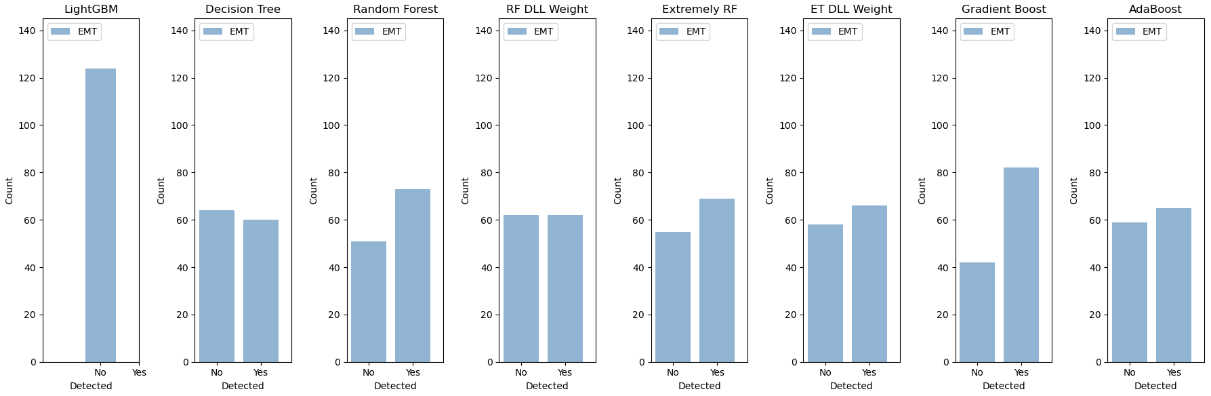 LightGBM
EMT
140
120
100
80
60
40
20
0
Count
No Yes
Detected
Decision Tree
EMT
140
120
100
80
60
40
20
0
Count
No Yes
Detected
Random Forest
EMT
140
120
100
80
60
40
20
0
Count
No Yes
Detected
RF DLL Weight
EMT
140
120
100
80
60
40
20
0
Count
No Yes
Detected
Extremely RF
EMT
140
120
100
80
60
40
20
0
Count
No Yes
Detected
ET DLL Weight
EMT
140
120
100
80
60
40
20
0
Count
No Yes
Detected
Gradient Boost
EMT
140
120
100
80
60
40
20
0
Count
No Yes
Detected
AdaBoost
EMT
140
120
100
80
60
40
20
0
Count
No Yes
Detected